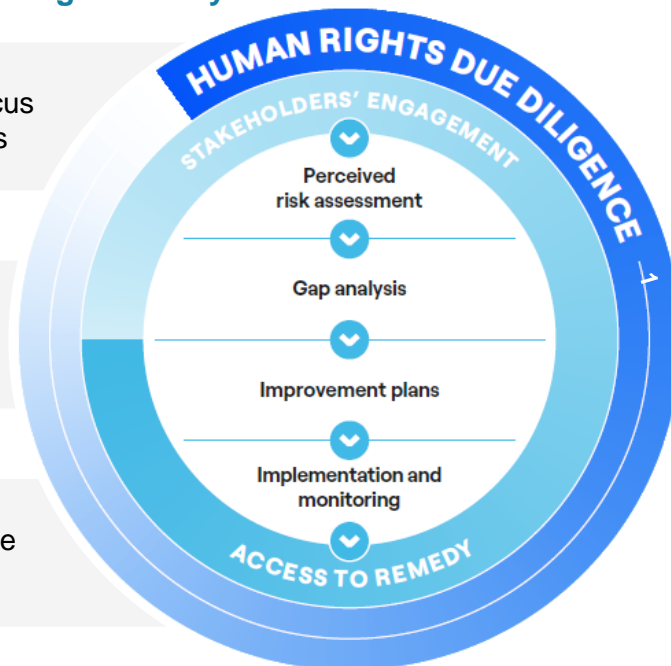 HUMAN RIGHTS DUE DILIGENCE
1
STAKEHOLDERS' ENGAGEMENT
Perceived
risk assessment
Gap analysis
Improvement plans
Implementation and
monitoring
ACCESS TO REMEDY